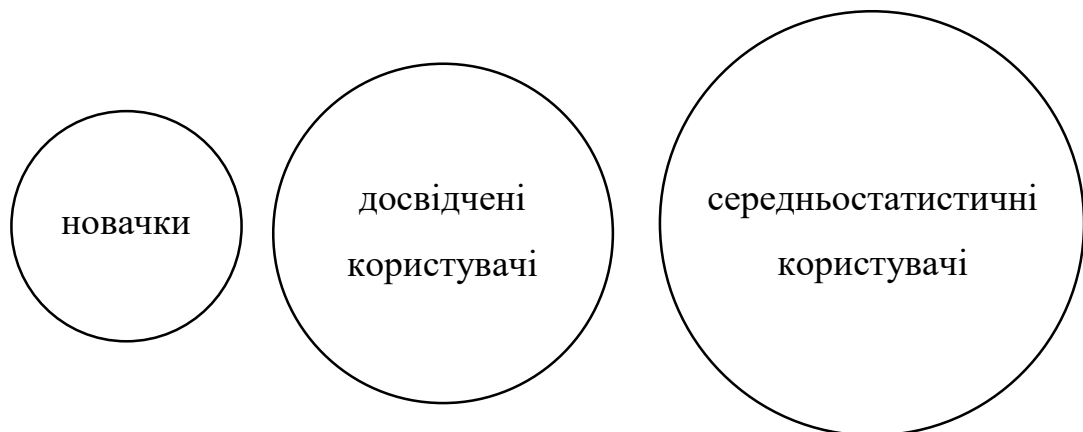 новачки
досвідчені
користувачі
середньостатистичні
користувачі